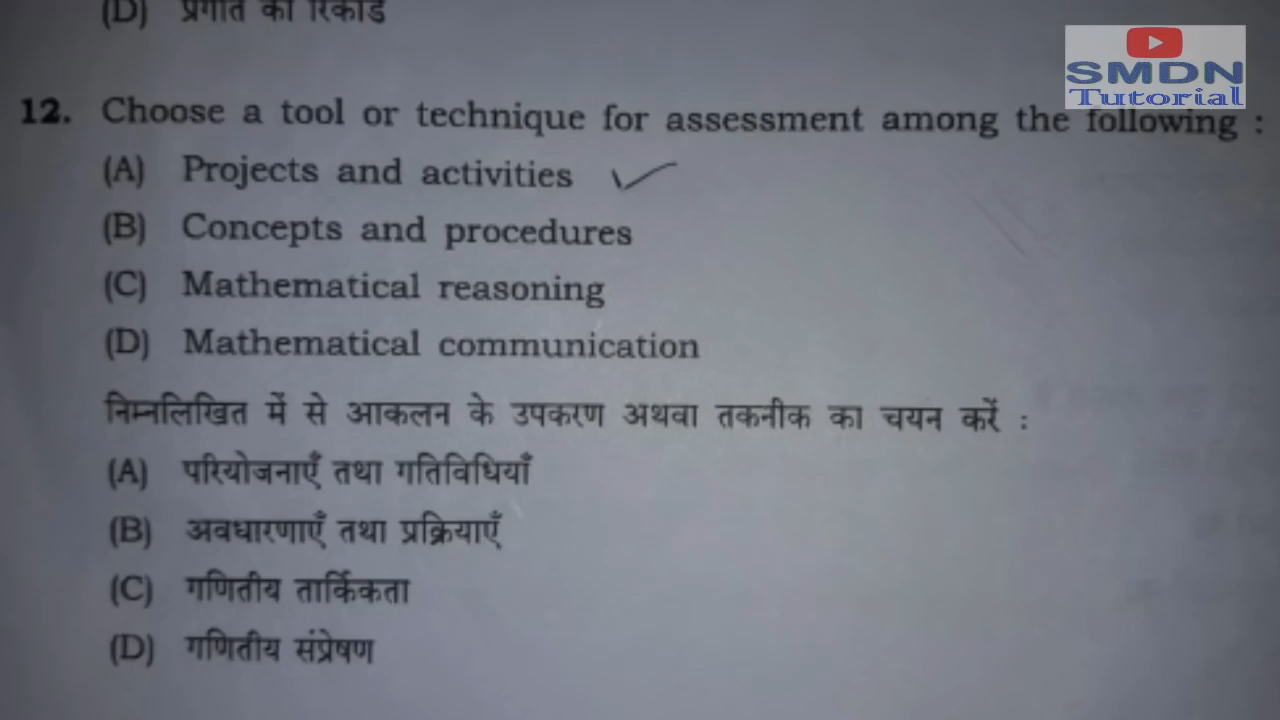 (D) प्रगति का रिकार्ड
SMDN
Tutorial
12. Choose a tool or technique for assessment among the following :
(A) Projects and activities
(B) Concepts and procedures
(C) Mathematical reasoning
(D) Mathematical communication
निम्नलिखित में से आकलन के उपकरण अथवा तकनीक का चयन करें :
(A) परियोजनाएँ तथा गतिविधियाँ
(B) अवधारणाएँ तथा प्रक्रियाएँ
(C) गणितीय तार्किकता
(D) गणितीय संप्रेषण